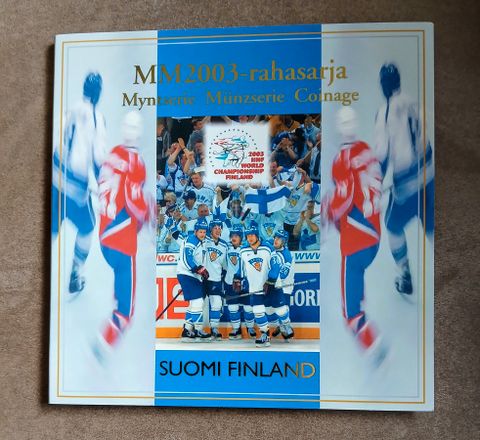 MM2003-rahasarja
Myntserie Münzserie Coinage
2003
IIHF
WORLD
CHAMPIONSHIP
FINLAND
SUOMI FINLAND